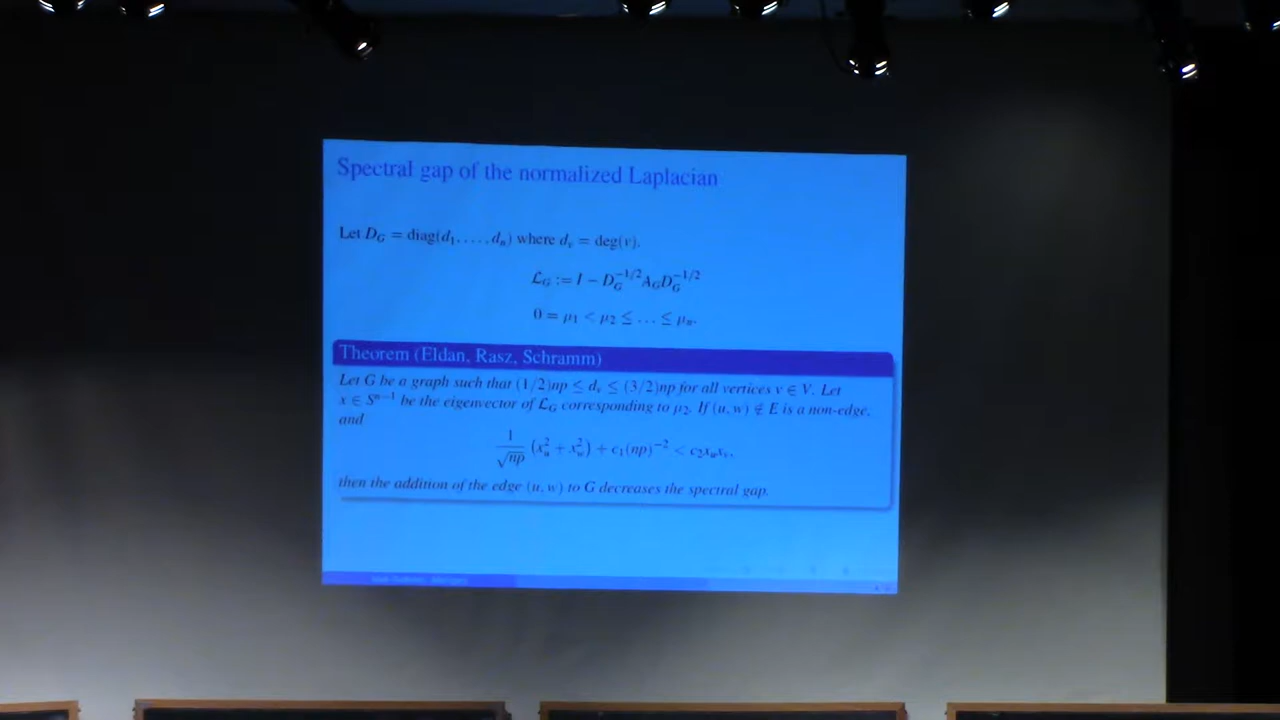 Spectral gap of the normalized Laplacian
Let D_G = diag(d_1, . . . , d_n) where d_v = deg(v).
ℒ_G := I − D_G^{−1/2} A_G D_G^{−1/2}
0 = μ_1 < μ_2 ≤ . . . ≤ μ_n.
Theorem (Eldan, Rasz, Schramm)
Let G be a graph such that (1/2)np ≤ d_v ≤ (3/2)np for all vertices v ∈ V. Let
x ∈ S^{n−1} be the eigenvector of ℒ_G corresponding to μ_2. If (u, w) ∉ E is a non-edge,
and
\frac{1}{\sqrt{np}} (x_u^2 + x_w^2) + c_1(np)^{−2} < c_2 x_u x_v,
then the addition of the edge (u, w) to G decreases the spectral gap.